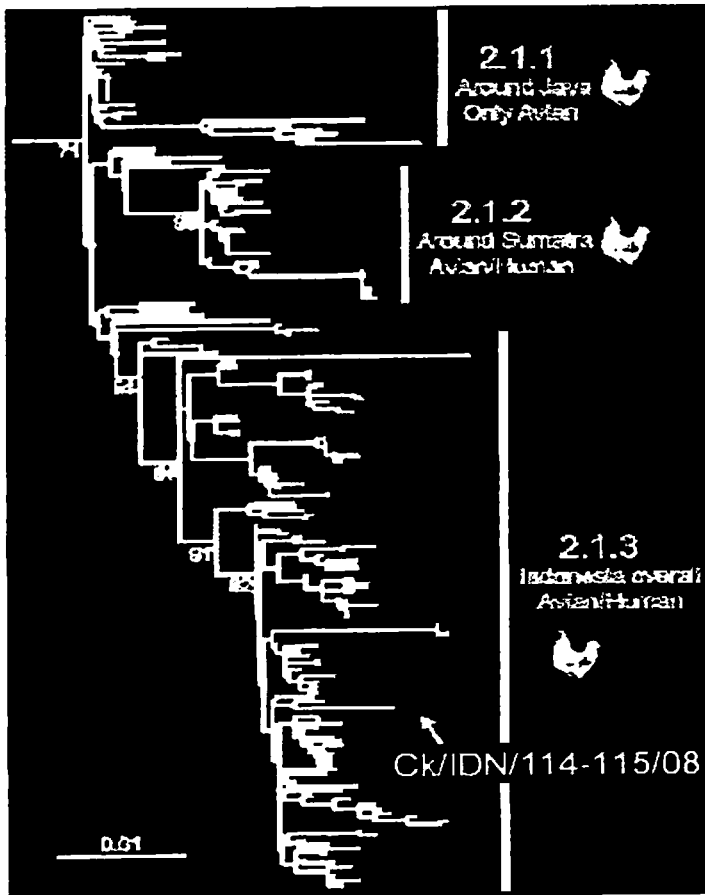 2.1.1
Around Java
Only Avian
2.1.2
Around Sumatra
Avian/Human
91
2.1.3
Indonesia overall
Avian/Human
Ck/IDN/114-115/08
0.01